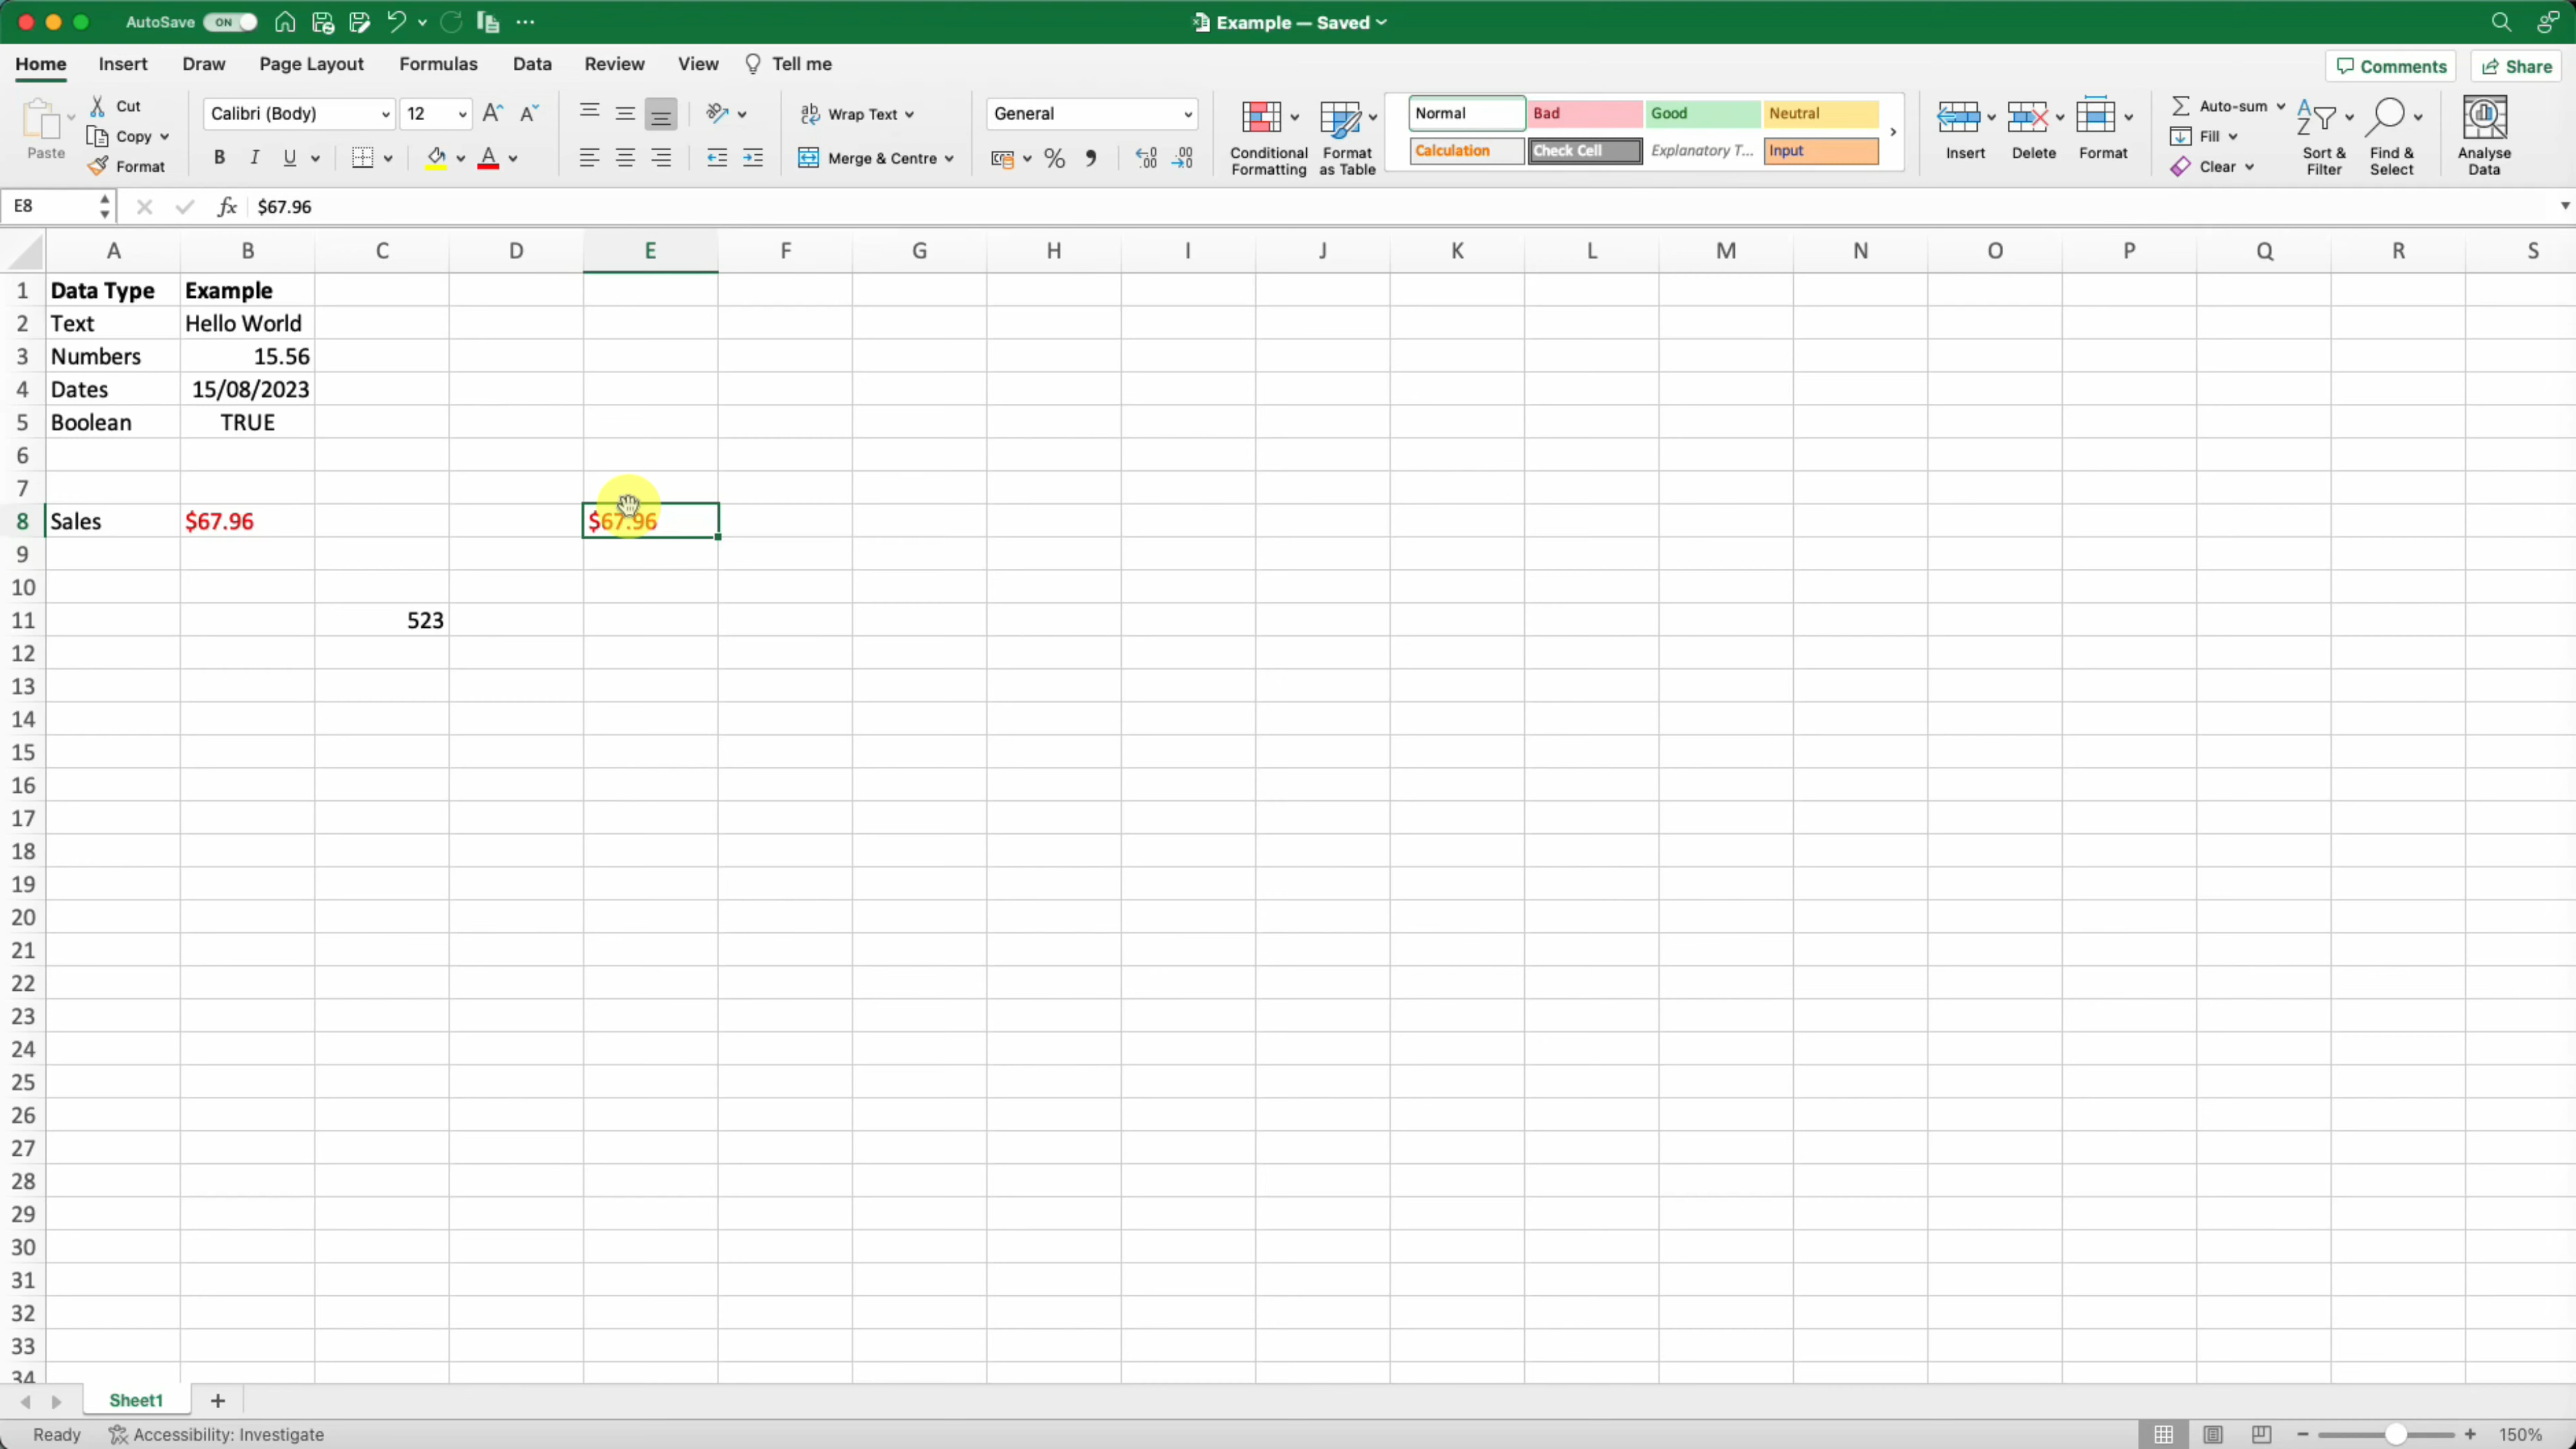 AutoSave ON Example — Saved
Home Insert Draw Page Layout Formulas Data Review View Tell me Comments Share
Paste Cut Copy Format
Calibri (Body) 12 A A
B I U A
ab Wrap Text
Merge & Centre
General
% 9 .00 .00
Conditional Formatting
Format as Table
Normal Bad Good Neutral
Calculation Check Cell Explanatory T... Input
Insert Delete Format
Auto-sum
Fill
Clear
Sort & Filter
Find & Select
Analyse Data
E8 fx $67.96
A B C D E F G H I J K L M N O P Q R S
1 Data Type Example
2 Text Hello World
3 Numbers 15.56
4 Dates 15/08/2023
5 Boolean TRUE
6
7
8 Sales $67.96 $67.96
9
10
11 523
12
13
14
15
16
17
18
19
20
21
22
23
24
25
26
27
28
29
30
31
32
33
34
Sheet1 +
Ready Accessibility: Investigate 150%